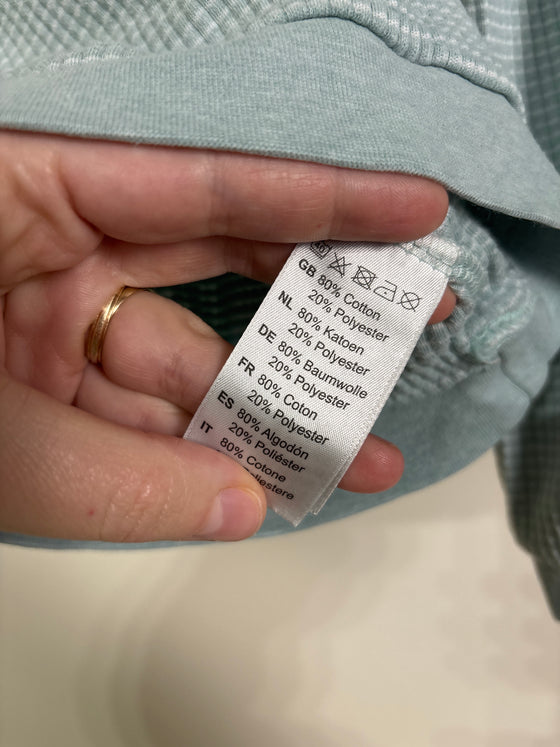 40
GB 80% Cotton
20% Polyester
NL 80% Katoen
20% Polyester
DE 80% Baumwolle
20% Polyester
FR 80% Coton
20% Polyester
ES 80% Algodón
20% Poliéster
IT 80% Cotone